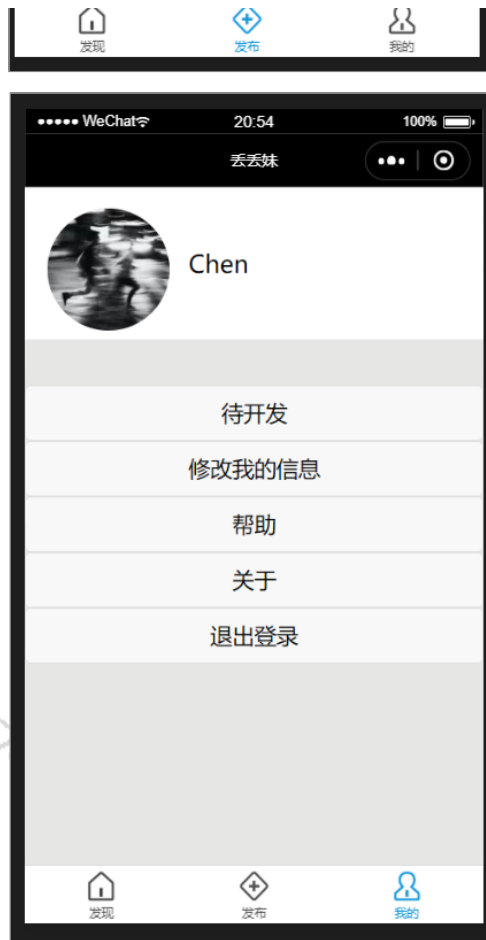 发现 发布 我的
WeChat 20:54 100%
丢丢妹
Chen
待开发
修改我的信息
帮助
关于
退出登录
发现 发布 我的